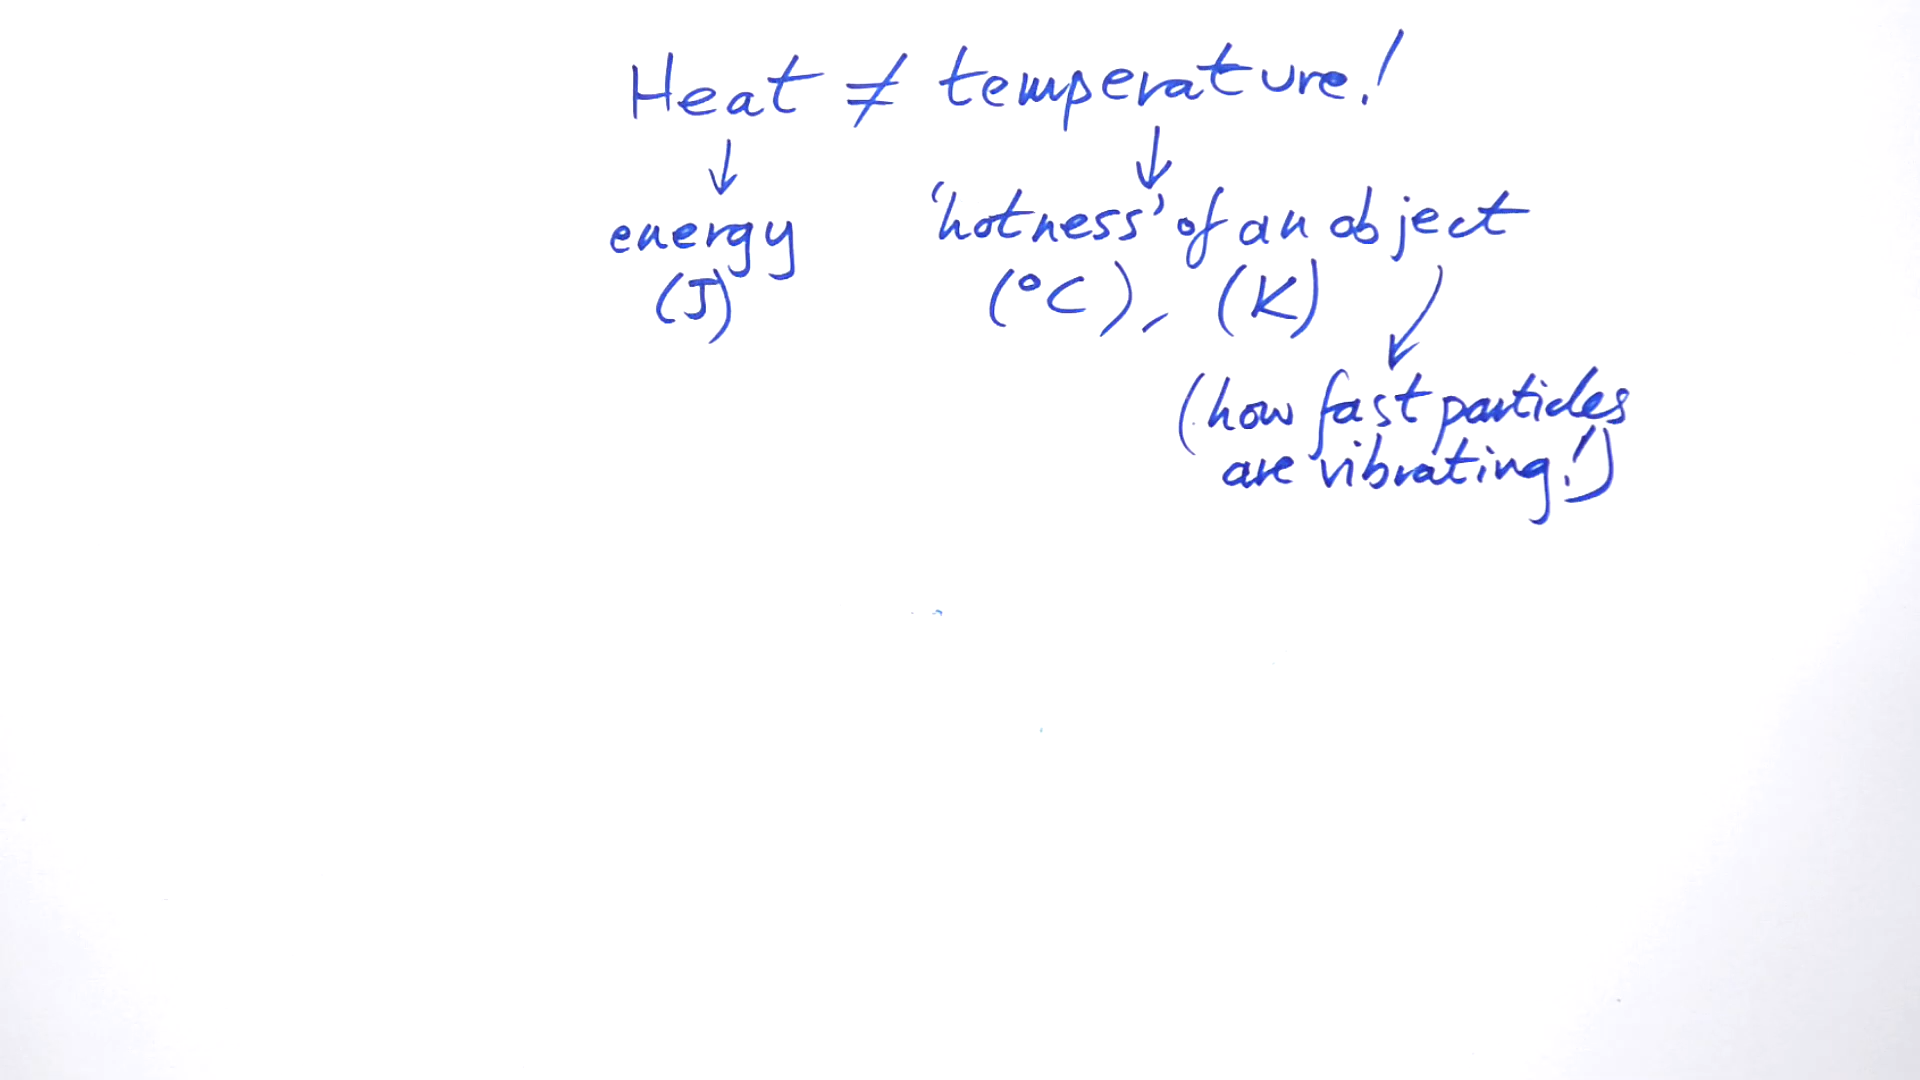 Heat ≠ temperature!
↓ ↓
energy 'hotness' of an object
(J) (°C), (K)
(how fast particles
are vibrating!)